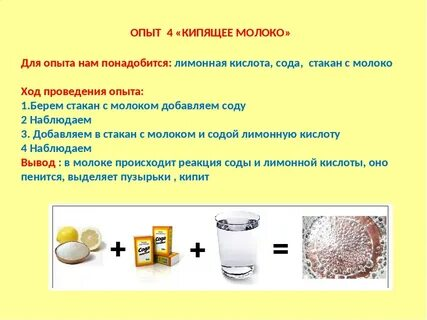 ОПЫТ 4 «КИПЯЩЕЕ МОЛОКО»
Для опыта нам понадобится: лимонная кислота, сода, стакан с молоко
Ход проведения опыта:
1.Берем стакан с молоком добавляем соду
2 Наблюдаем
3. Добавляем в стакан с молоком и содой лимонную кислоту
4 Наблюдаем
Вывод : в молоке происходит реакция соды и лимонной кислоты, оно
пенится, выделяет пузырьки , кипит
+ + =
Сода